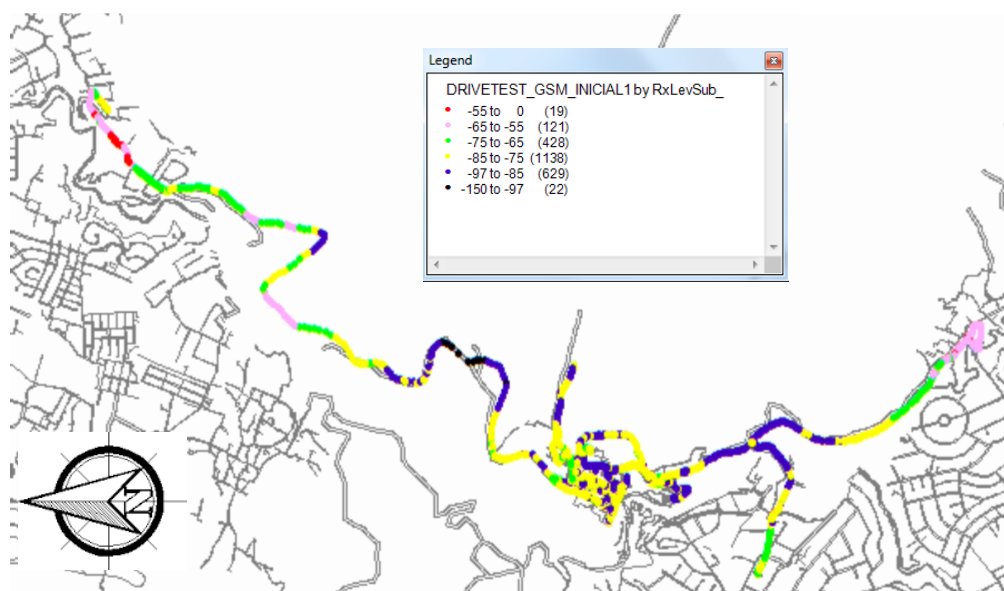 Legend
DRIVETEST_GSM_INICIAL1 by RxLevSub_
-55 to 0 (19)
-65 to -55 (121)
-75 to -65 (428)
-85 to -75 (1138)
-97 to -85 (629)
-150 to -97 (22)
N